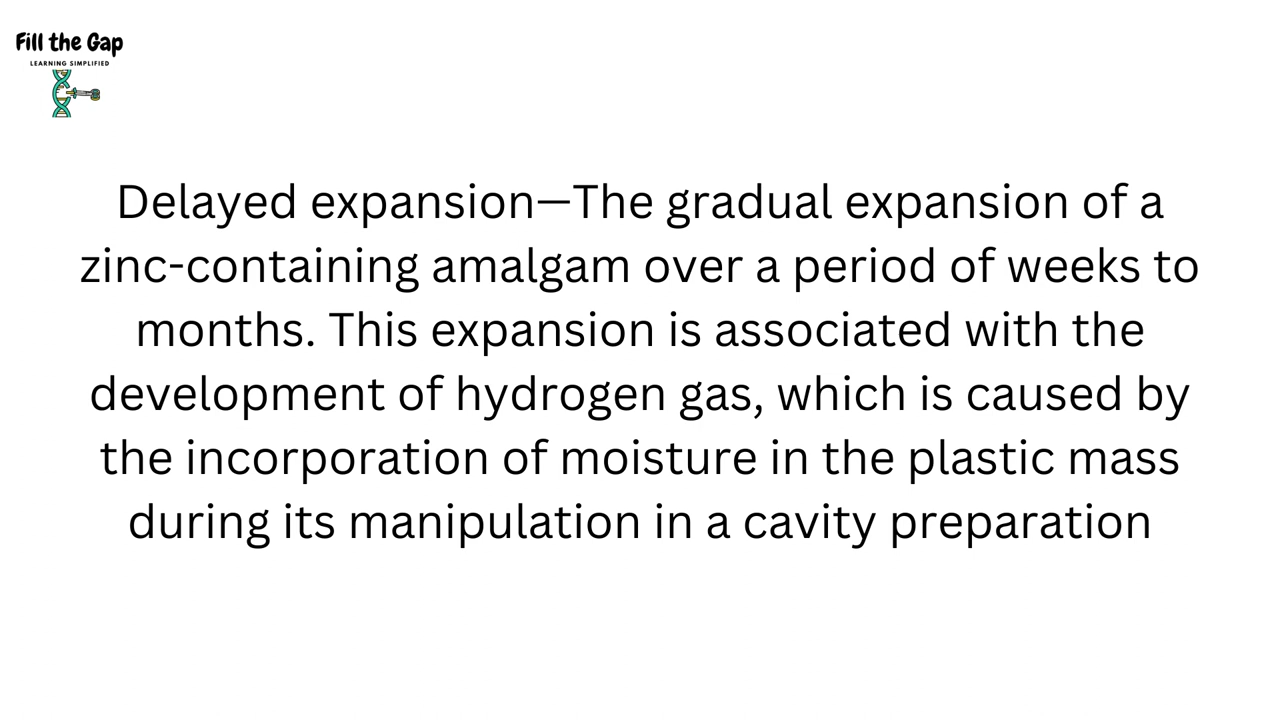 Fill the Gap
LEARNING SIMPLIFIED
Delayed expansion—The gradual expansion of a
zinc-containing amalgam over a period of weeks to
months. This expansion is associated with the
development of hydrogen gas, which is caused by
the incorporation of moisture in the plastic mass
during its manipulation in a cavity preparation